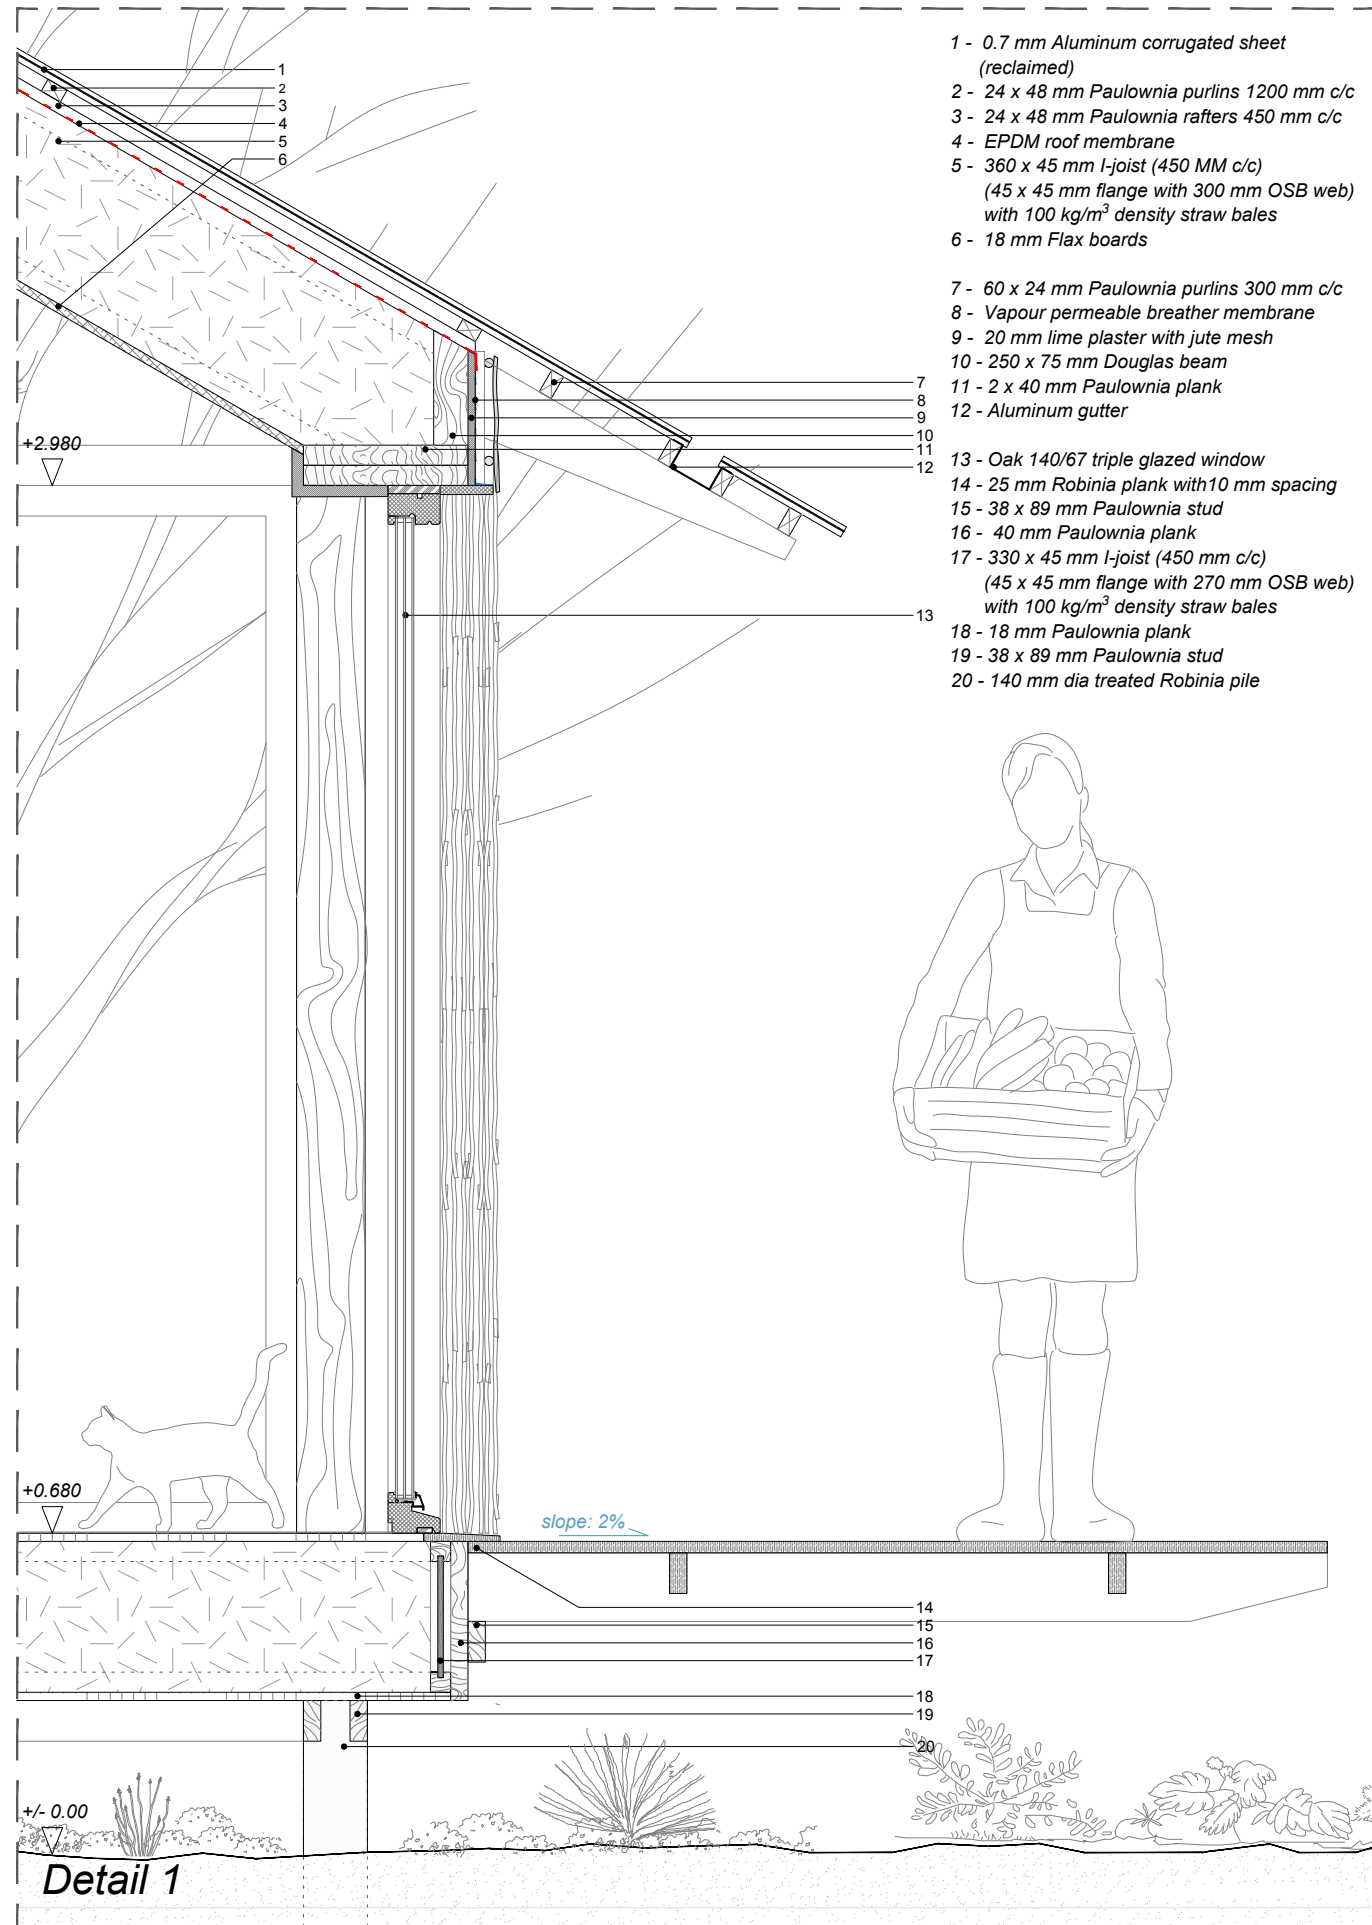 1 - 0.7 mm Aluminum corrugated sheet
(reclaimed)
2 - 24 x 48 mm Paulownia purlins 1200 mm c/c
3 - 24 x 48 mm Paulownia rafters 450 mm c/c
4 - EPDM roof membrane
5 - 360 x 45 mm I-joist (450 MM c/c)
(45 x 45 mm flange with 300 mm OSB web)
with 100 kg/m³ density straw bales
6 - 18 mm Flax boards
7 - 60 x 24 mm Paulownia purlins 300 mm c/c
8 - Vapour permeable breather membrane
9 - 20 mm lime plaster with jute mesh
10 - 250 x 75 mm Douglas beam
11 - 2 x 40 mm Paulownia plank
12 - Aluminum gutter
13 - Oak 140/67 triple glazed window
14 - 25 mm Robinia plank with10 mm spacing
15 - 38 x 89 mm Paulownia stud
16 - 40 mm Paulownia plank
17 - 330 x 45 mm I-joist (450 mm c/c)
(45 x 45 mm flange with 270 mm OSB web)
with 100 kg/m³ density straw bales
18 - 18 mm Paulownia plank
19 - 38 x 89 mm Paulownia stud
20 - 140 mm dia treated Robinia pile
1
2
3
4
5
6
7
8
9
10
11
12
+2.980
13
+0.680
slope: 2%
14
15
16
17
18
19
20
+/- 0.00
Detail 1